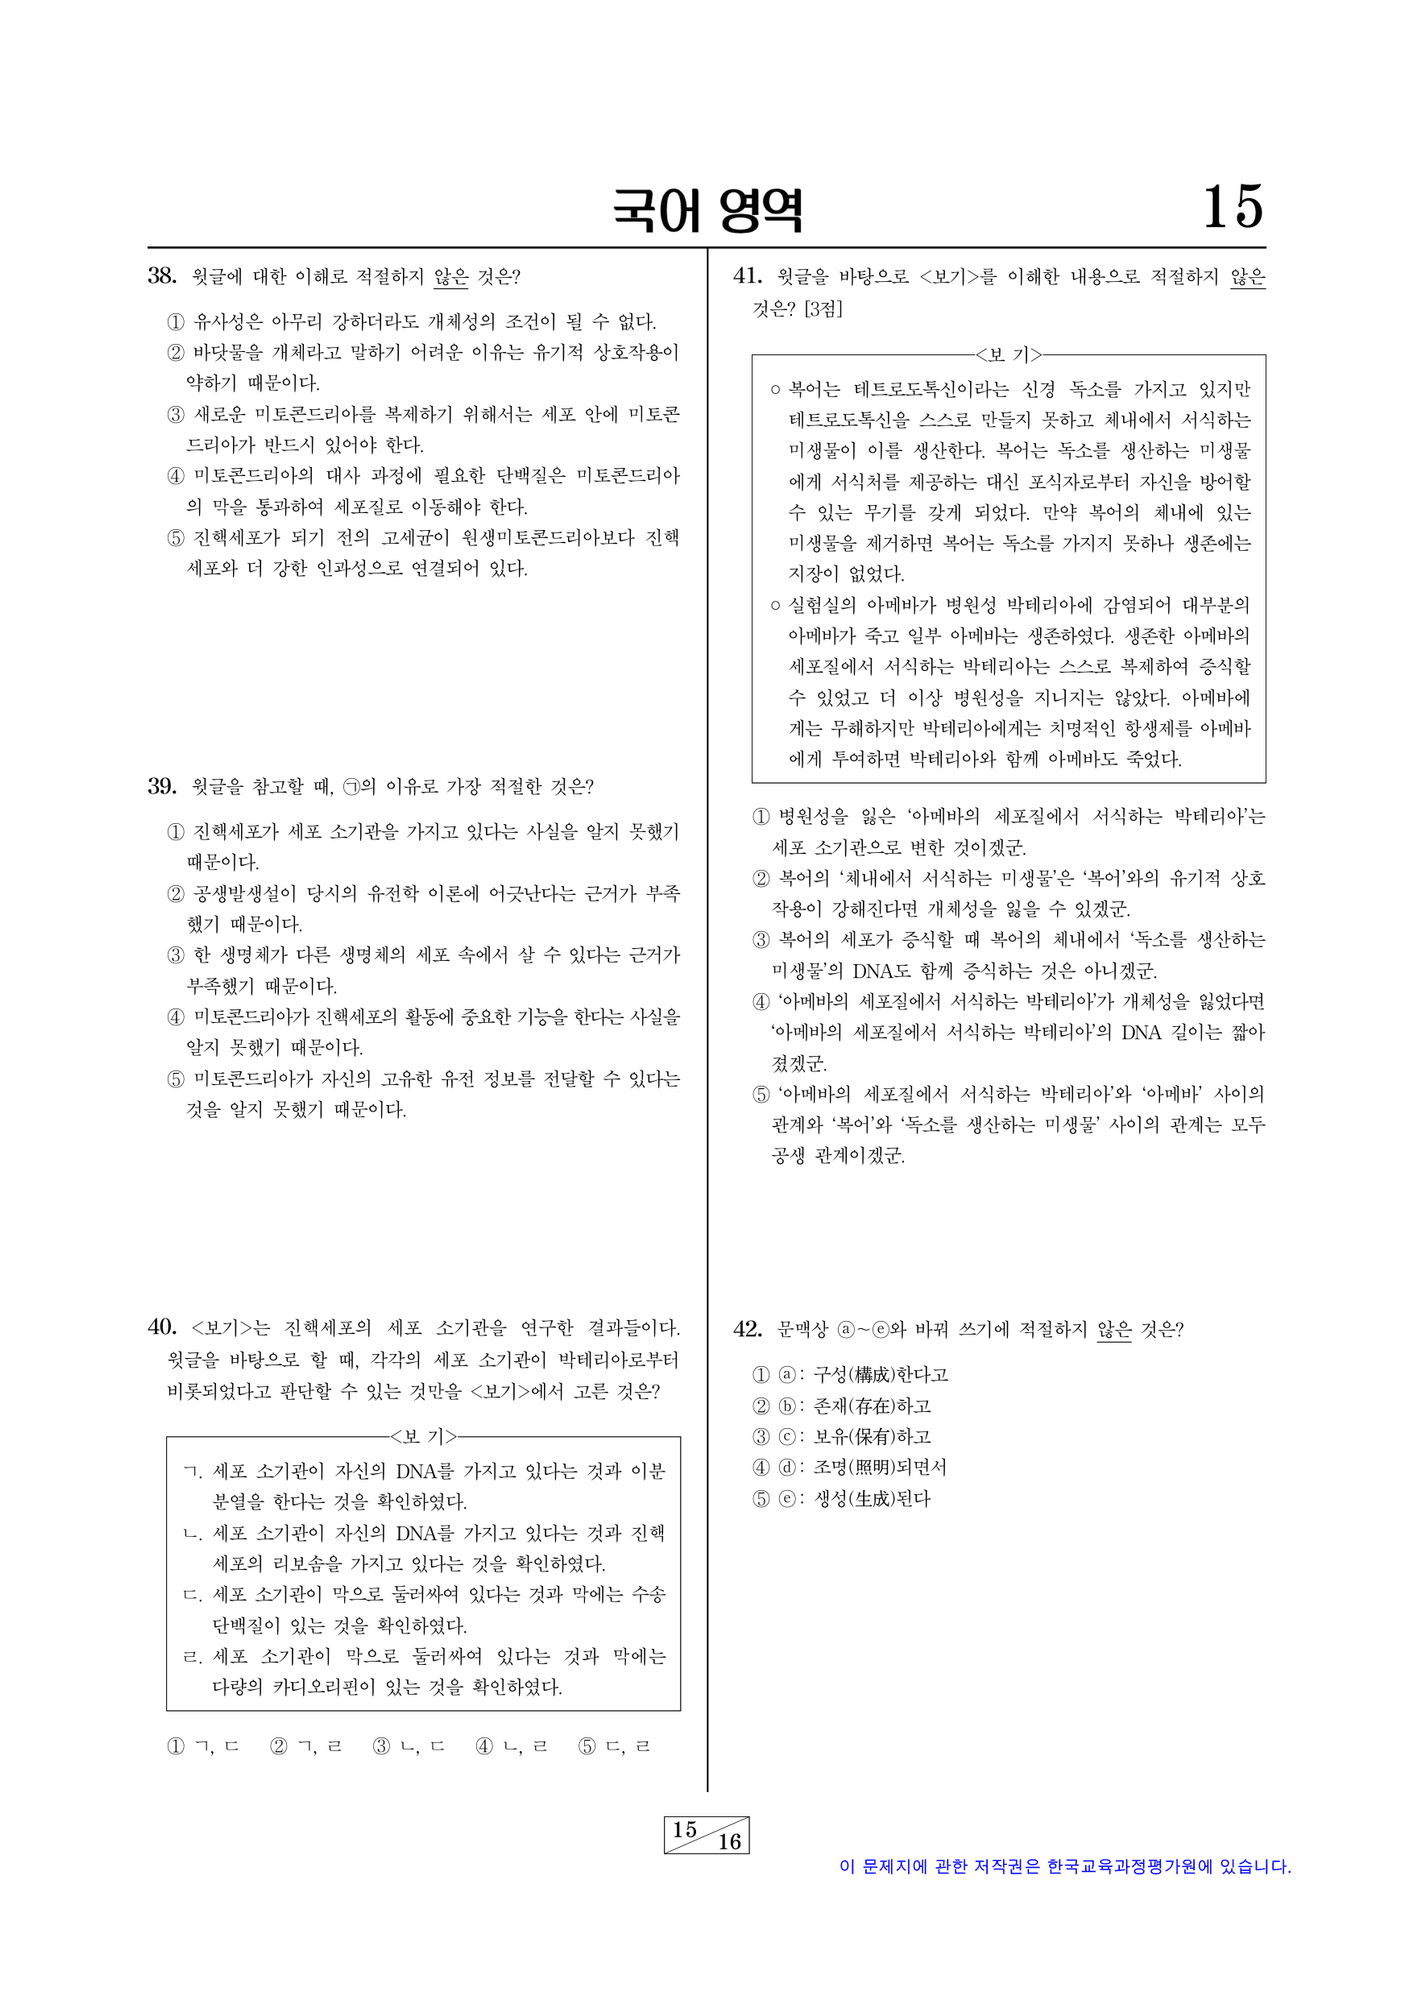 국어 영역
15
38. 윗글에 대한 이해로 적절하지 않은 것은?
① 유사성은 아무리 강하더라도 개체성의 조건이 될 수 없다.
② 바닷물을 개체라고 말하기 어려운 이유는 유기적 상호작용이
약하기 때문이다.
③ 새로운 미토콘드리아를 복제하기 위해서는 세포 안에 미토콘
드리아가 반드시 있어야 한다.
④ 미토콘드리아의 대사 과정에 필요한 단백질은 미토콘드리아
의 막을 통과하여 세포질로 이동해야 한다.
⑤ 진핵세포가 되기 전의 고세균이 원생미토콘드리아보다 진핵
세포와 더 강한 인과성으로 연결되어 있다.
39. 윗글을 참고할 때, ㉠의 이유로 가장 적절한 것은?
① 진핵세포가 세포 소기관을 가지고 있다는 사실을 알지 못했기
때문이다.
② 공생발생설이 당시의 유전학 이론에 어긋난다는 근거가 부족
했기 때문이다.
③ 한 생명체가 다른 생명체의 세포 속에서 살 수 있다는 근거가
부족했기 때문이다.
④ 미토콘드리아가 진핵세포의 활동에 중요한 기능을 한다는 사실을
알지 못했기 때문이다.
⑤ 미토콘드리아가 자신의 고유한 유전 정보를 전달할 수 있다는
것을 알지 못했기 때문이다.
40. <보기>는 진핵세포의 세포 소기관을 연구한 결과들이다.
윗글을 바탕으로 할 때, 각각의 세포 소기관이 박테리아로부터
비롯되었다고 판단할 수 있는 것만을 <보기>에서 고른 것은?
<보 기>
ㄱ. 세포 소기관이 자신의 DNA를 가지고 있다는 것과 이분
분열을 한다는 것을 확인하였다.
ㄴ. 세포 소기관이 자신의 DNA를 가지고 있다는 것과 진핵
세포의 리보솜을 가지고 있다는 것을 확인하였다.
ㄷ. 세포 소기관이 막으로 둘러싸여 있다는 것과 막에는 수송
단백질이 있는 것을 확인하였다.
ㄹ. 세포 소기관이 막으로 둘러싸여 있다는 것과 막에는
다량의 카디오리핀이 있는 것을 확인하였다.
① ㄱ, ㄷ ② ㄱ, ㄹ ③ ㄴ, ㄷ ④ ㄴ, ㄹ ⑤ ㄷ, ㄹ
41. 윗글을 바탕으로 <보기>를 이해한 내용으로 적절하지 않은
것은? [3점]
<보 기>
○ 복어는 테트로도톡신이라는 신경 독소를 가지고 있지만
테트로도톡신을 스스로 만들지 못하고 체내에서 서식하는
미생물이 이를 생산한다. 복어는 독소를 생산하는 미생물
에게 서식처를 제공하는 대신 포식자로부터 자신을 방어할
수 있는 무기를 갖게 되었다. 만약 복어의 체내에 있는
미생물을 제거하면 복어는 독소를 가지지 못하나 생존에는
지장이 없었다.
○ 실험실의 아메바가 병원성 박테리아에 감염되어 대부분의
아메바가 죽고 일부 아메바는 생존하였다. 생존한 아메바의
세포질에서 서식하는 박테리아는 스스로 복제하여 증식할
수 있었고 더 이상 병원성을 지니지는 않았다. 아메바에
게는 무해하지만 박테리아에게는 치명적인 항생제를 아메바
에게 투여하면 박테리아와 함께 아메바도 죽었다.
① 병원성을 잃은 ‘아메바의 세포질에서 서식하는 박테리아’는
세포 소기관으로 변한 것이겠군.
② 복어의 ‘체내에서 서식하는 미생물’은 ‘복어’와의 유기적 상호
작용이 강해진다면 개체성을 잃을 수 있겠군.
③ 복어의 세포가 증식할 때 복어의 체내에서 ‘독소를 생산하는
미생물’의 DNA도 함께 증식하는 것은 아니겠군.
④ ‘아메바의 세포질에서 서식하는 박테리아’가 개체성을 잃었다면
‘아메바의 세포질에서 서식하는 박테리아’의 DNA 길이는 짧아
졌겠군.
⑤ ‘아메바의 세포질에서 서식하는 박테리아’와 ‘아메바’ 사이의
관계와 ‘복어’와 ‘독소를 생산하는 미생물’ 사이의 관계는 모두
공생 관계이겠군.
42. 문맥상 ⓐ~ⓔ와 바꿔 쓰기에 적절하지 않은 것은?
① ⓐ: 구성(構成)한다고
② ⓑ: 존재(存在)하고
③ ⓒ: 보유(保有)하고
④ ⓓ: 조명(照明)되면서
⑤ ⓔ: 생성(生成)된다
15
16
이 문제지에 관한 저작권은 한국교육과정평가원에 있습니다.